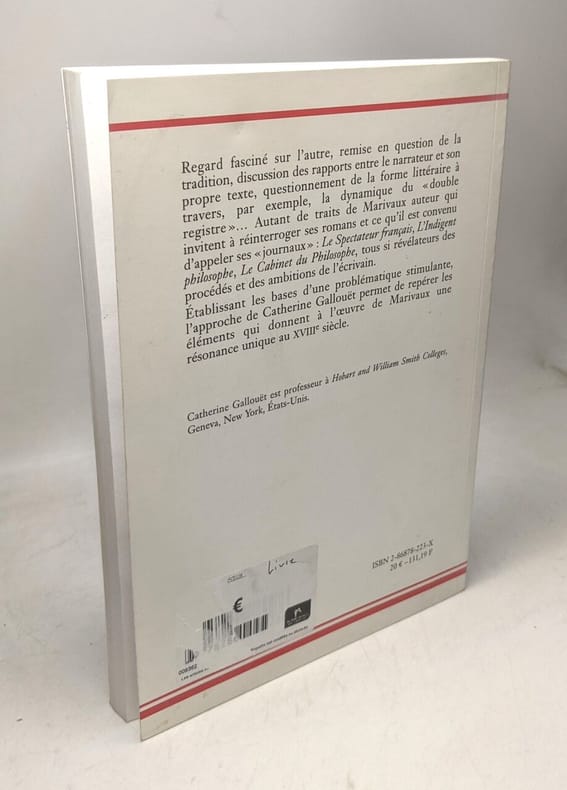 Regard fasciné sur l'autre, remise en question de la
tradition, discussion des rapports entre le narrateur et son
propre texte, questionnement de la forme littéraire à
travers, par exemple, la dynamique du « double
registre »... Autant de traits de Marivaux auteur qui
invitent à réinterroger ses romans et ce qu'il est convenu
d'appeler ses « journaux » : Le Spectateur français, L'Indigent
philosophe, Le Cabinet du Philosophe, tous si révélateurs des
procédés et des ambitions de l'écrivain.
Établissant les bases d'une problématique stimulante,
l'approche de Catherine Gallouët permet de repérer les
éléments qui donnent à l'œuvre de Marivaux une
résonance unique au XVIIIe siècle.
Catherine Gallouët est professeur à Hobart and William Smith Colleges,
Geneva, New York, États-Unis.
ISBN 2-86878-223-X
20 € – 131,19 F
Livre
€